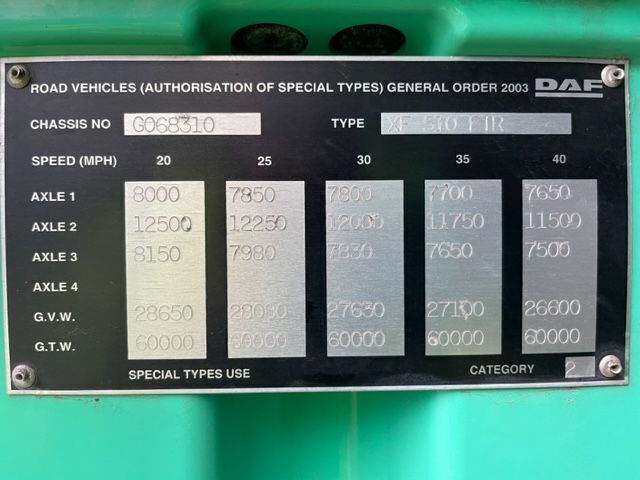 ROAD VEHICLES (AUTHORISATION OF SPECIAL TYPES) GENERAL ORDER 2003 DAF
CHASSIS NO G068310 TYPE XF 510 FTR
SPEED (MPH) 20 25 30 35 40
AXLE 1 8000 7850 7800 7700 7650
AXLE 2 12500 12250 12000 11750 11500
AXLE 3 8150 7980 7830 7650 7500
AXLE 4
G.V.W. 28650 28080 27630 27100 26600
G.T.W. 60000 60000 60000 60000 60000
SPECIAL TYPES USE CATEGORY 2